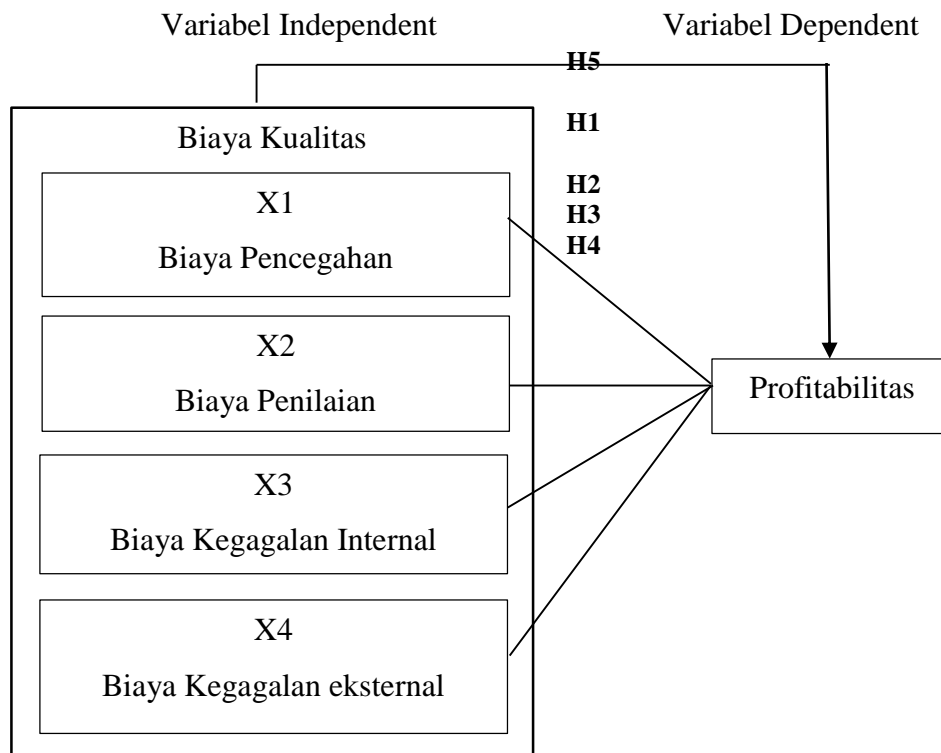 Variabel Independent
Variabel Dependent
H5
H1
Biaya Kualitas
H2
H3
H4
X1
Biaya Pencegahan
X2
Biaya Penilaian
Profitabilitas
X3
Biaya Kegagalan Internal
X4
Biaya Kegagalan eksternal